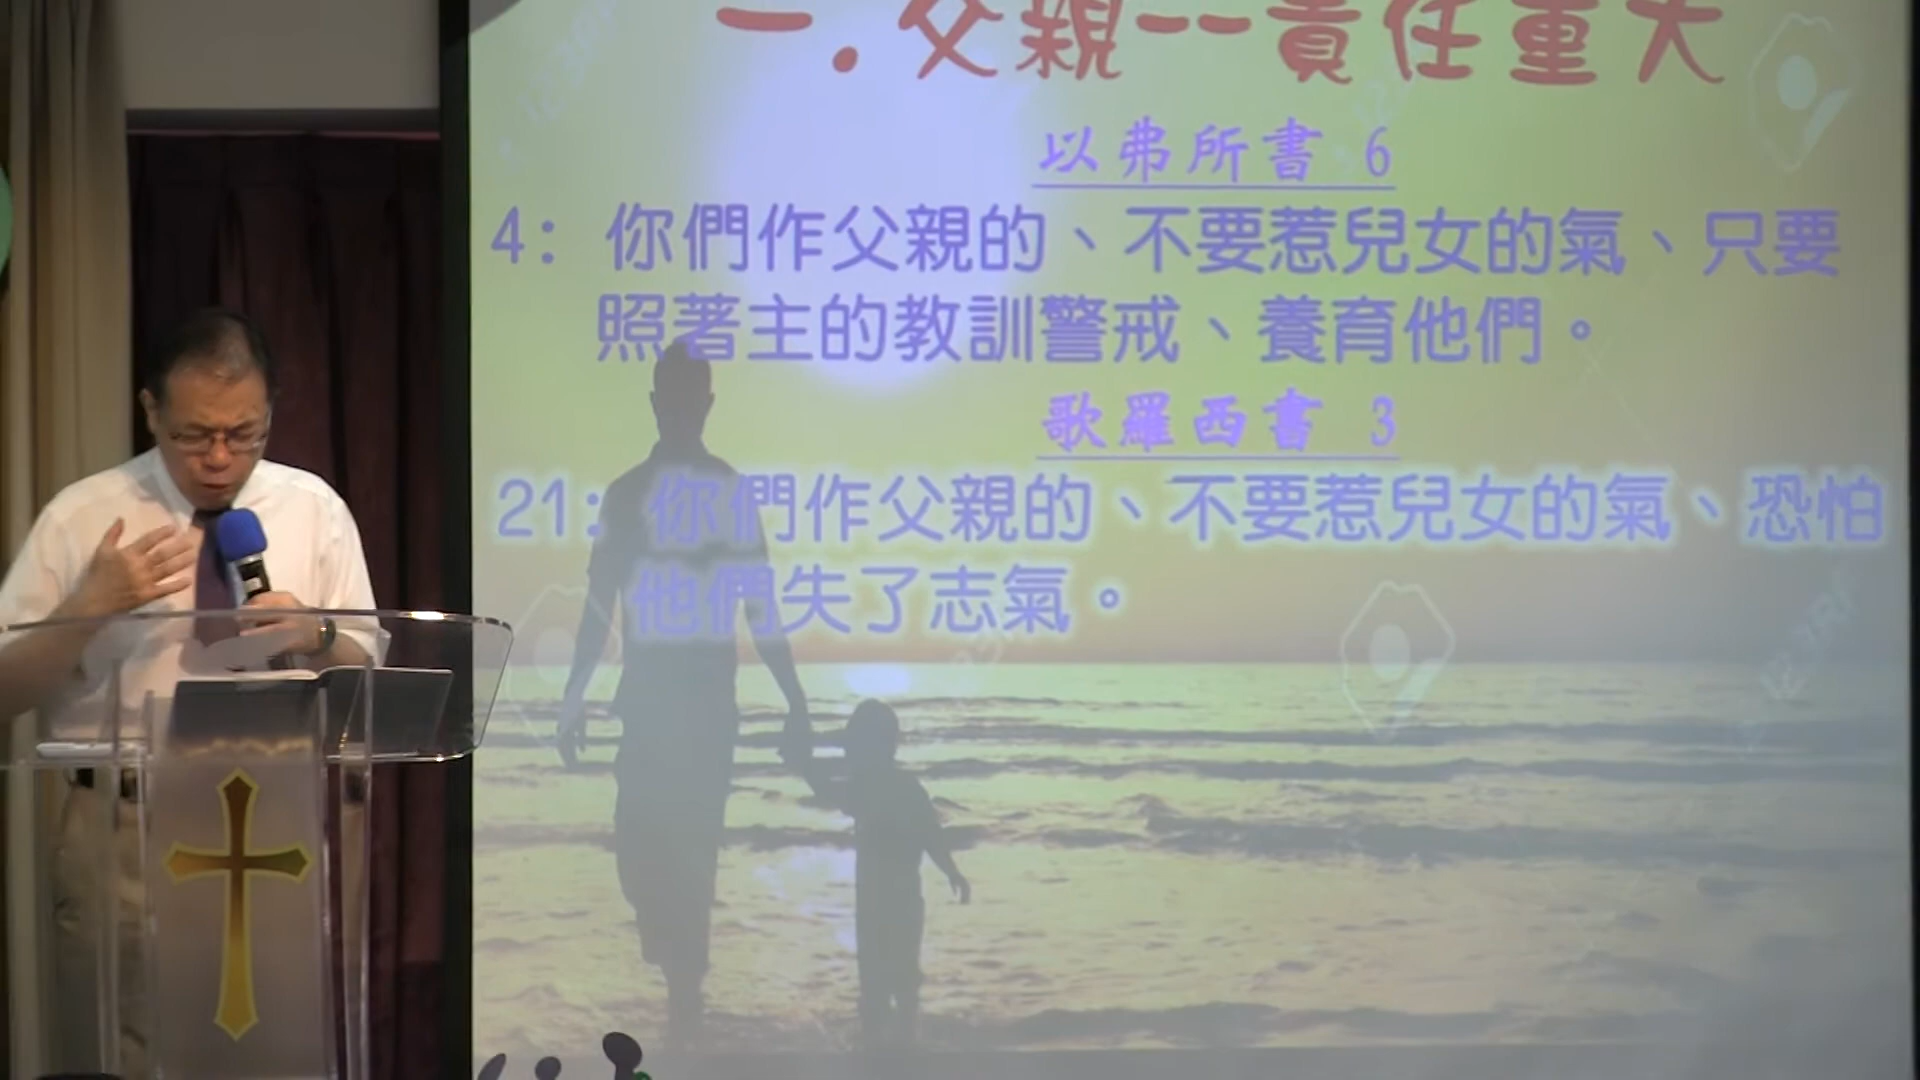 一.父親--責任重大
以弗所書 6
4: 你們作父親的、不要惹兒女的氣、只要
照著主的教訓警戒、養育他們。
歌羅西書 3
21: 你們作父親的、不要惹兒女的氣、恐怕
他們失了志氣。